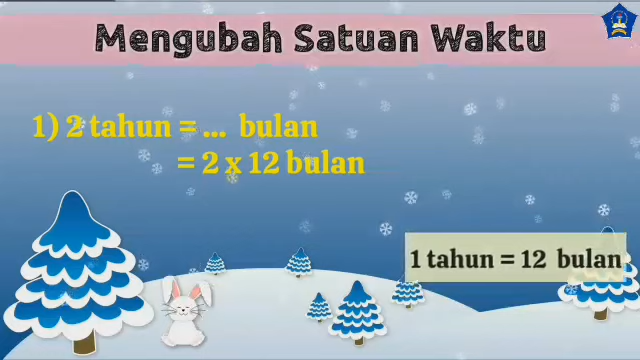 Mengubah Satuan Waktu
1) 2 tahun = ... bulan
= 2 x 12 bulan
1 tahun = 12 bulan